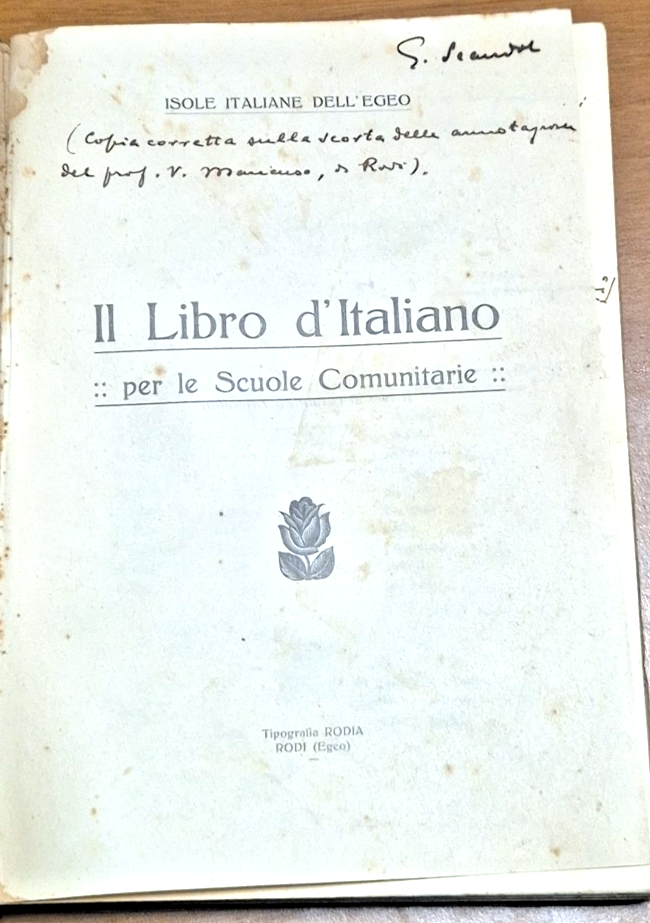 G.
ISOLE ITALIANE DELL'EGEO
(Copia corretta sulla scorta delle annotazioni
del prof. V. Mancuso, di Rodi).
Il Libro d'Italiano
:: per le Scuole Comunitarie ::
Tipografia RODIA
RODI (Egeo)